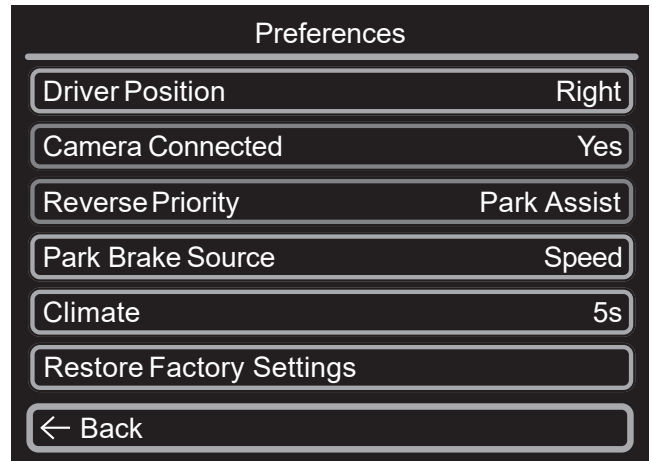 Preferences
Driver Position Right
Camera Connected Yes
Reverse Priority Park Assist
Park Brake Source Speed
Climate 5s
Restore Factory Settings
← Back